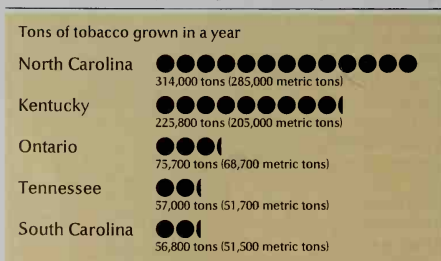 Tons of tobacco grown in a year
North Carolina
314,000 tons (285,000 metric tons)
Kentucky
225,800 tons (205,000 metric tons)
Ontario
75,700 tons (68,700 metric tons)
Tennessee
57,000 tons (51,700 metric tons)
South Carolina
56,800 tons (51,500 metric tons)